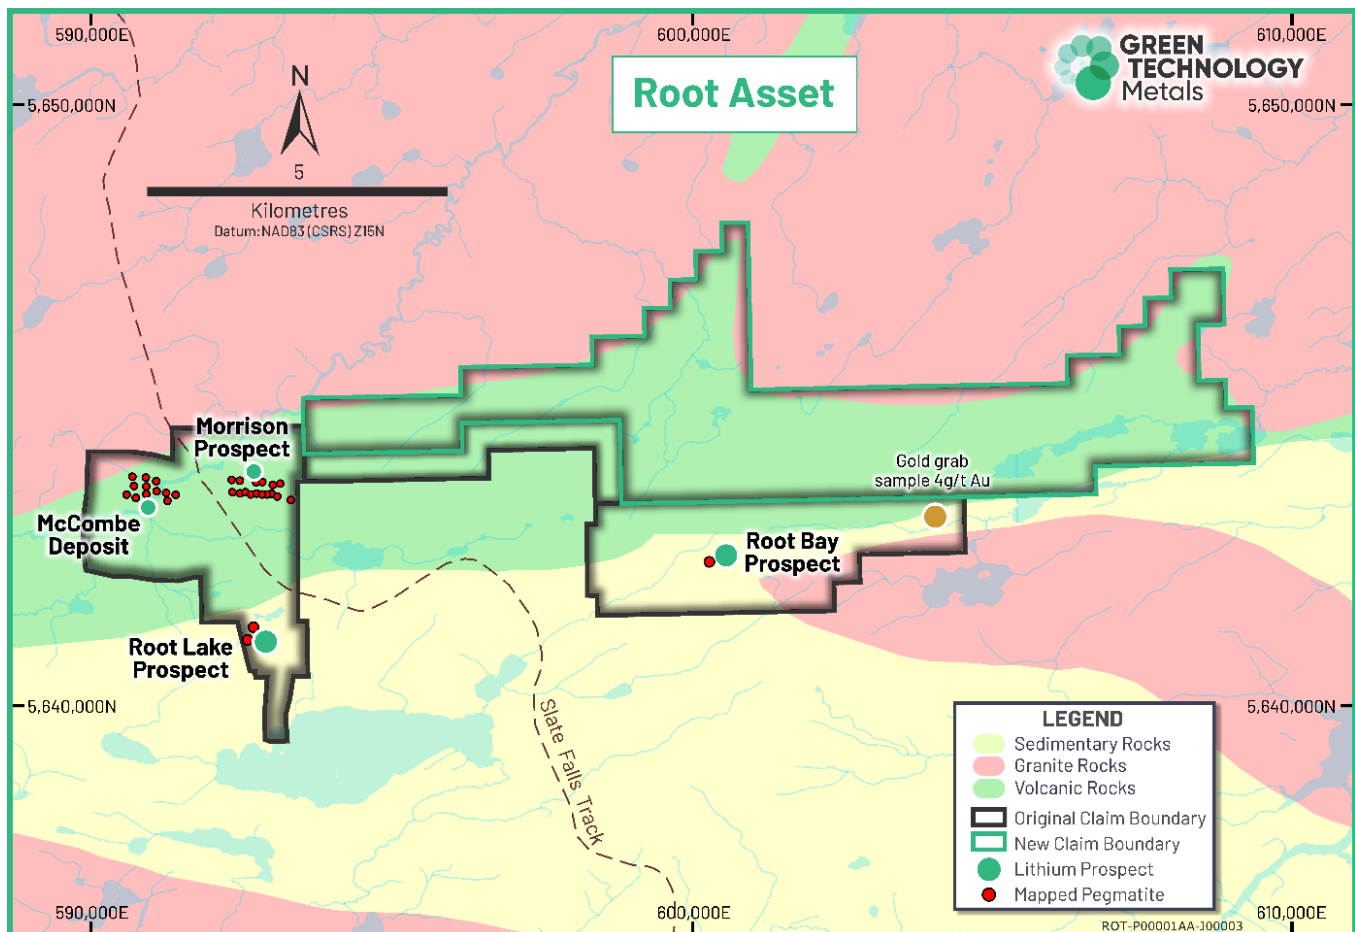 590,000E
600,000E
610,000E
GREEN
TECHNOLOGY
Metals
Root Asset
N
5,650,000N
5,650,000N
5
Kilometres
Datum:NAD83 (CSRS) Z15N
Morrison
Prospect
Gold grab
sample 4g/t Au
McCombe
Deposit
Root Bay
Prospect
Root Lake
Prospect
5,640,000N
5,640,000N
Slate Falls Track
LEGEND
Sedimentary Rocks
Granite Rocks
Volcanic Rocks
Original Claim Boundary
New Claim Boundary
Lithium Prospect
Mapped Pegmatite
590,000E
600,000E
610,000E
ROT-P00001AA-J00003